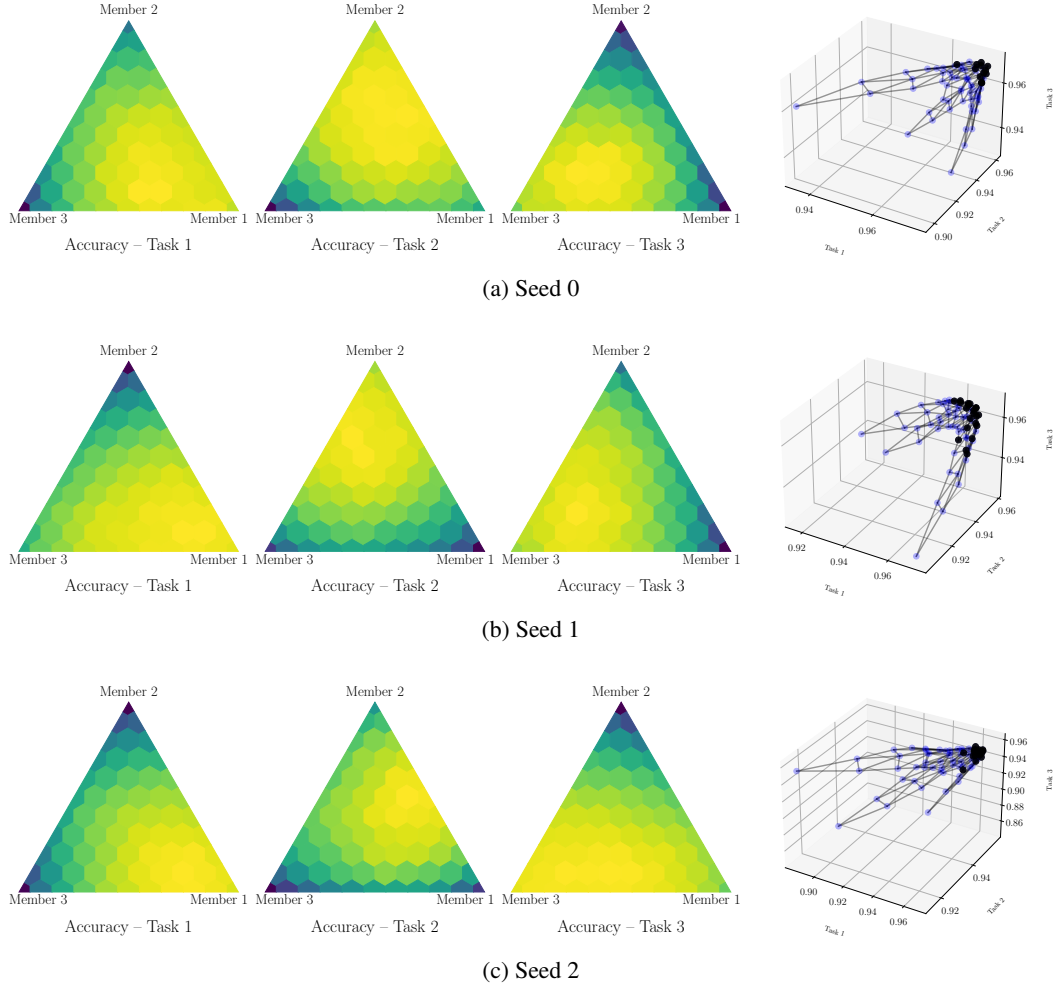 Member 2 Member 2 Member 2
Member 3 Member 1 Member 3 Member 1 Member 3 Member 1
Accuracy – Task 1 Accuracy – Task 2 Accuracy – Task 3
0.96
0.94
Task 3
0.94 0.96
Task 1
0.90 0.92 0.94 0.96
Task 2
(a) Seed 0
Member 2 Member 2 Member 2
Member 3 Member 1 Member 3 Member 1 Member 3 Member 1
Accuracy – Task 1 Accuracy – Task 2 Accuracy – Task 3
0.96
0.94
Task 3
0.92 0.94 0.96
Task 1
0.92 0.94 0.96
Task 2
(b) Seed 1
Member 2 Member 2 Member 2
Member 3 Member 1 Member 3 Member 1 Member 3 Member 1
Accuracy – Task 1 Accuracy – Task 2 Accuracy – Task 3
0.96
0.94
0.92
0.90
0.88
0.86
Task 3
0.90 0.92 0.94 0.96
Task 1
0.92 0.94
Task 2
(c) Seed 2